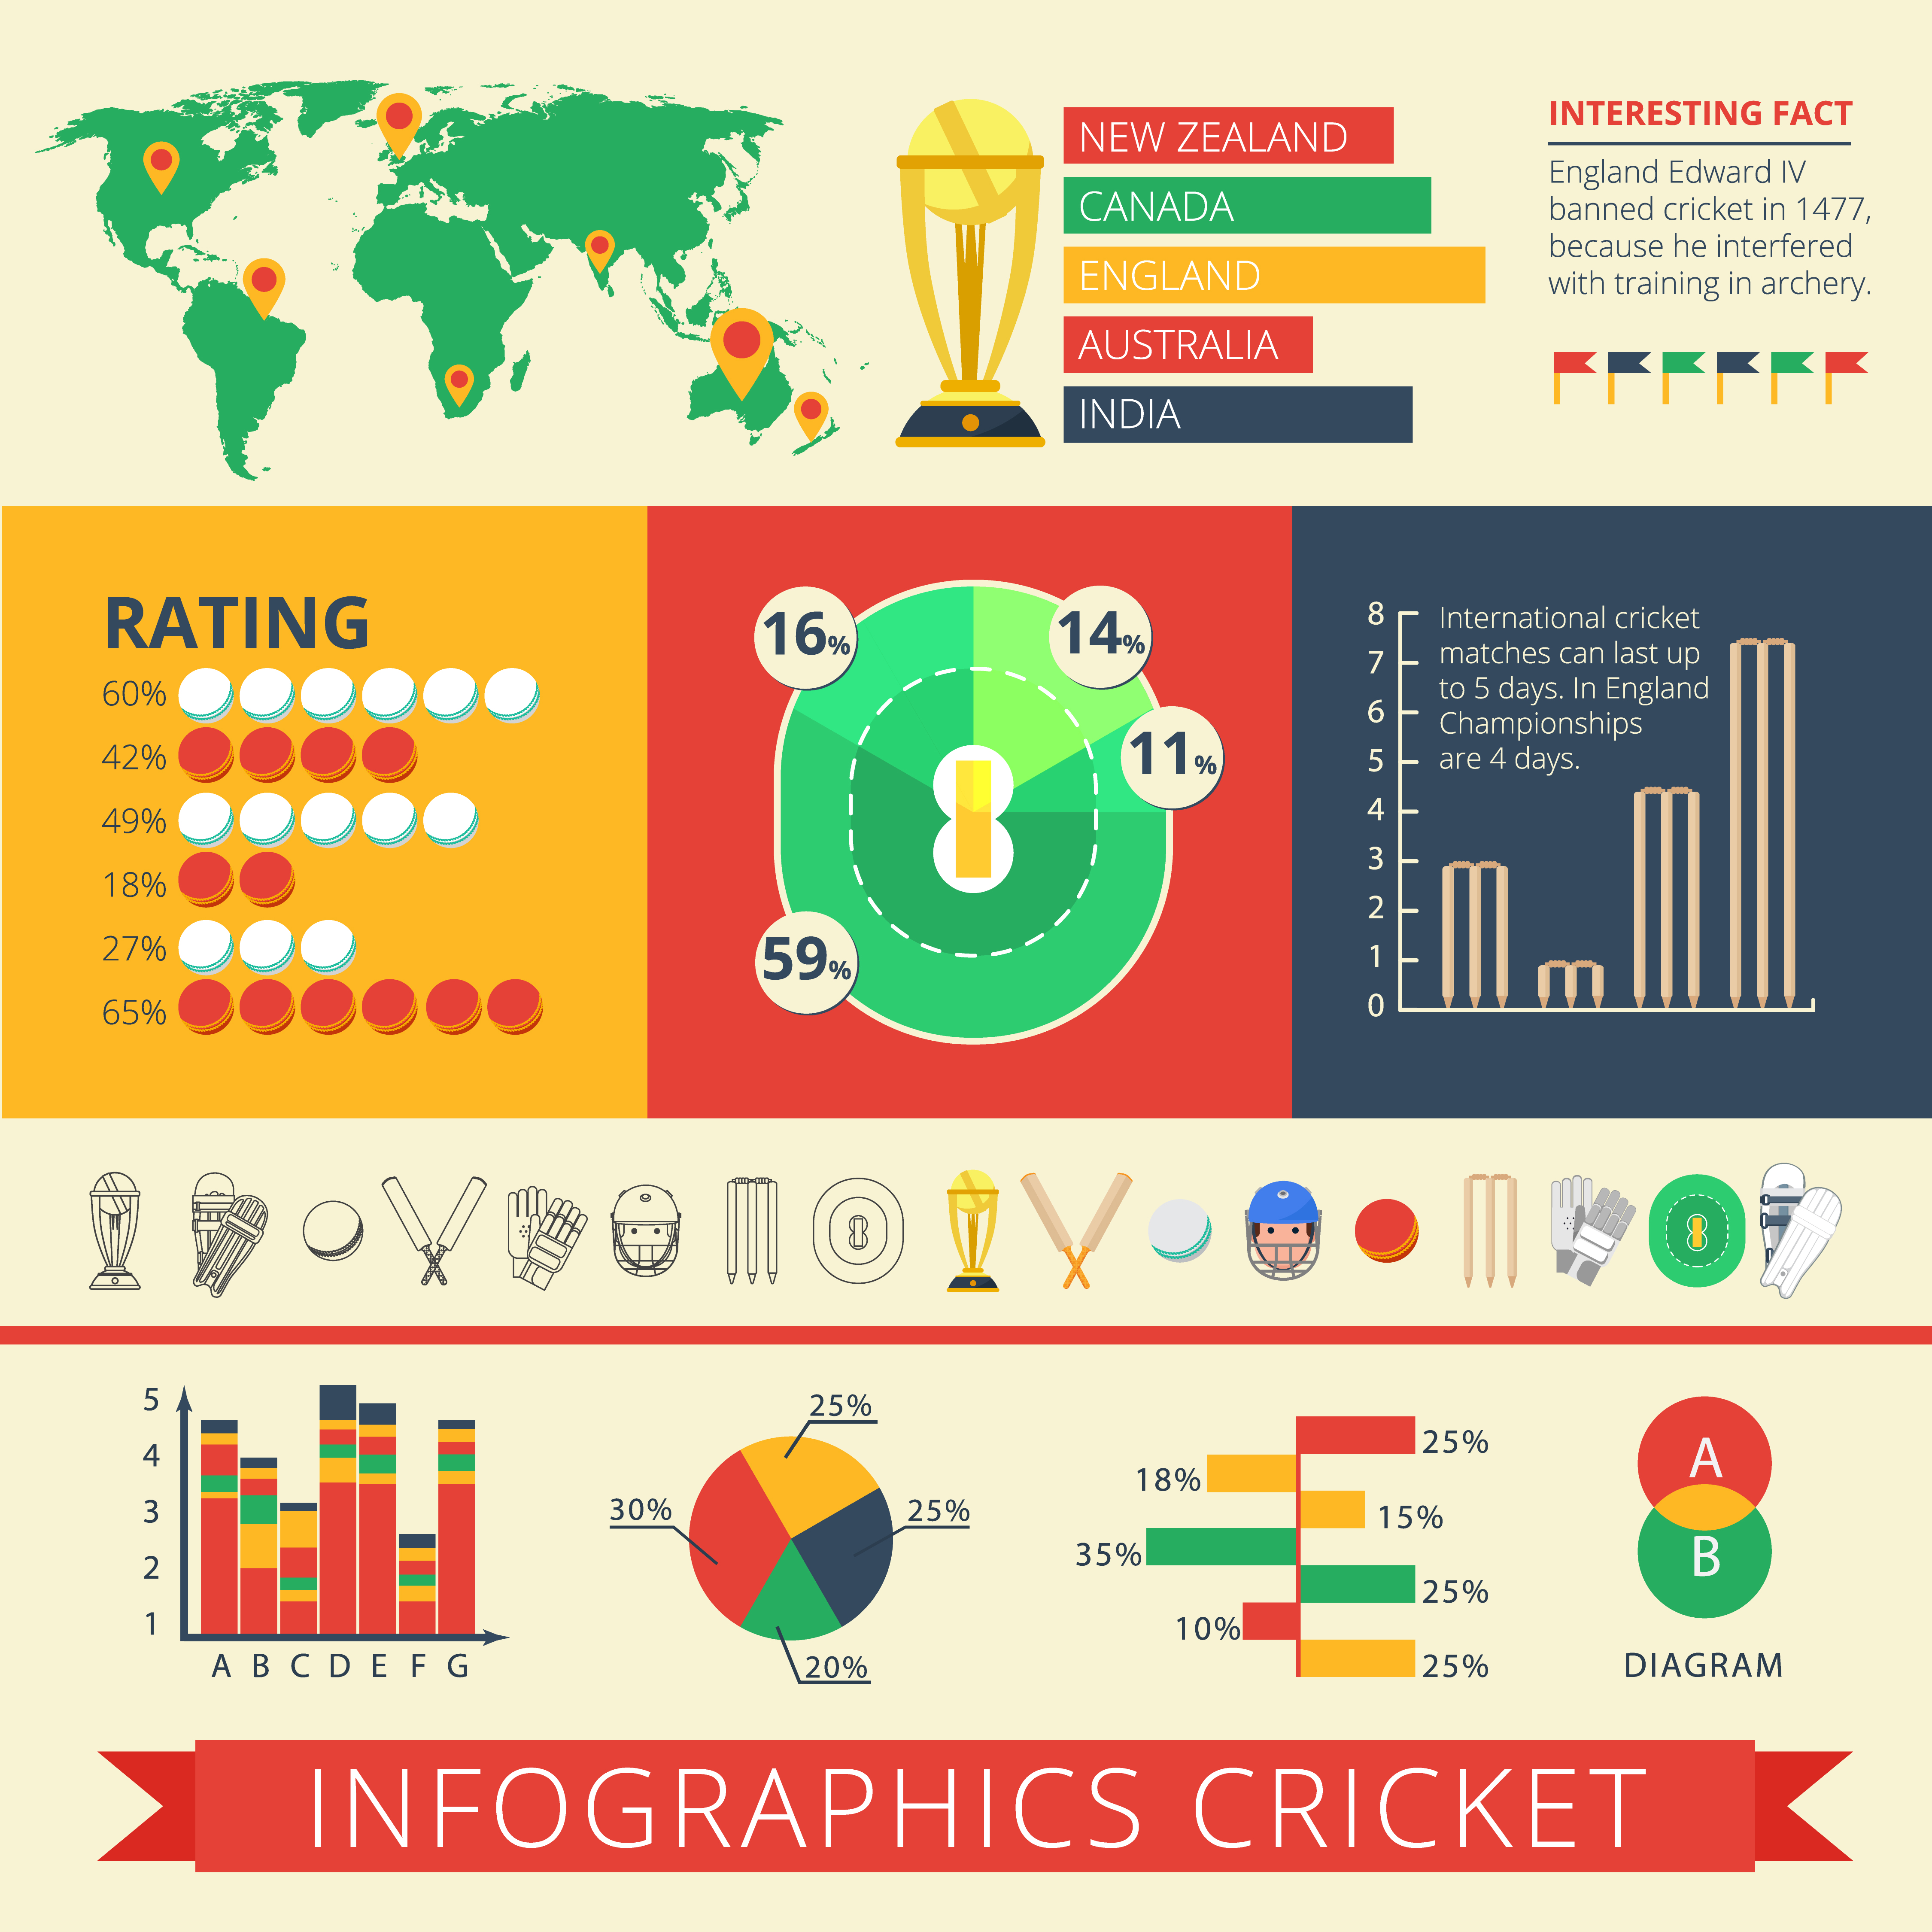 NEW ZEALAND
CANADA
ENGLAND
AUSTRALIA
INDIA
INTERESTING FACT
England Edward IV
banned cricket in 1477,
because he interfered
with training in archery.
RATING
60%
42%
49%
18%
27%
65%
16%
14%
11%
59%
8
7
6
5
4
3
2
1
0
International cricket
matches can last up
to 5 days. In England
Championships
are 4 days.
5
4
3
2
1
A B C D E F G
25%
30%
25%
20%
25%
18%
15%
35%
25%
10%
25%
A
B
DIAGRAM
INFOGRAPHICS CRICKET